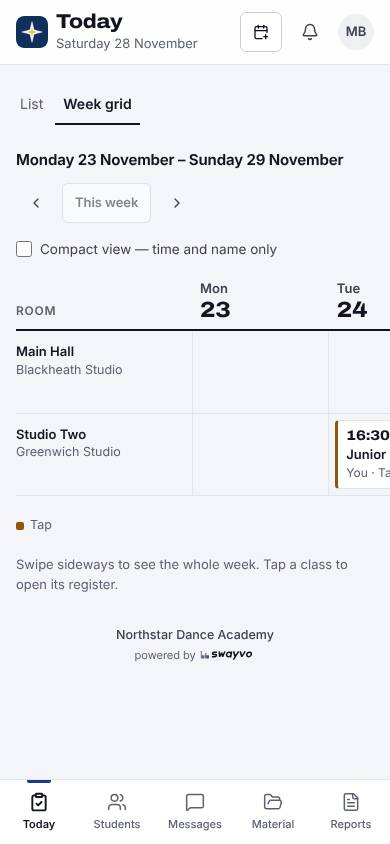 Today
Saturday 28 November
MB
List
Week grid
Monday 23 November – Sunday 29 November
This week
Compact view — time and name only
ROOM
Mon
23
Tue
24
Main Hall
Blackheath Studio
Studio Two
Greenwich Studio
16:30
Junior
You · Ta
Tap
Swipe sideways to see the whole week. Tap a class to
open its register.
Northstar Dance Academy
powered by swayvo
Today
Students
Messages
Material
Reports